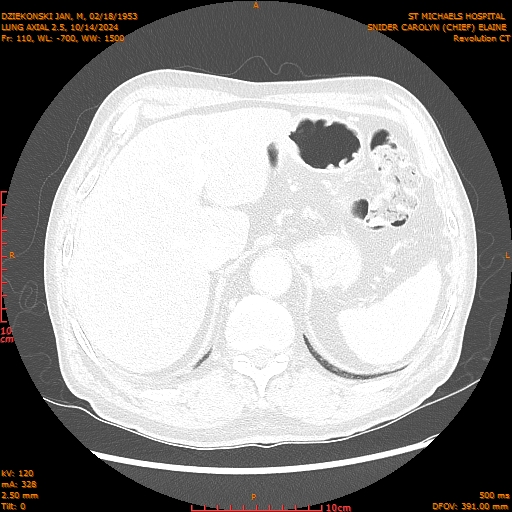 DZIEKONSKI JAN, M, 02/18/1953
LUNG AXIAL 2.5, 10/14/2024
Fr: 110, WL: -700, WW: 1500
ST MICHAELS HOSPITAL
SNIDER CAROLYN (CHIEF) ELAINE
Revolution CT
A
R
L
10
cm
kV: 120
mA: 328
2.50 mm
Tilt: 0
P
10cm
500 ms
DFOV: 391.00 mm